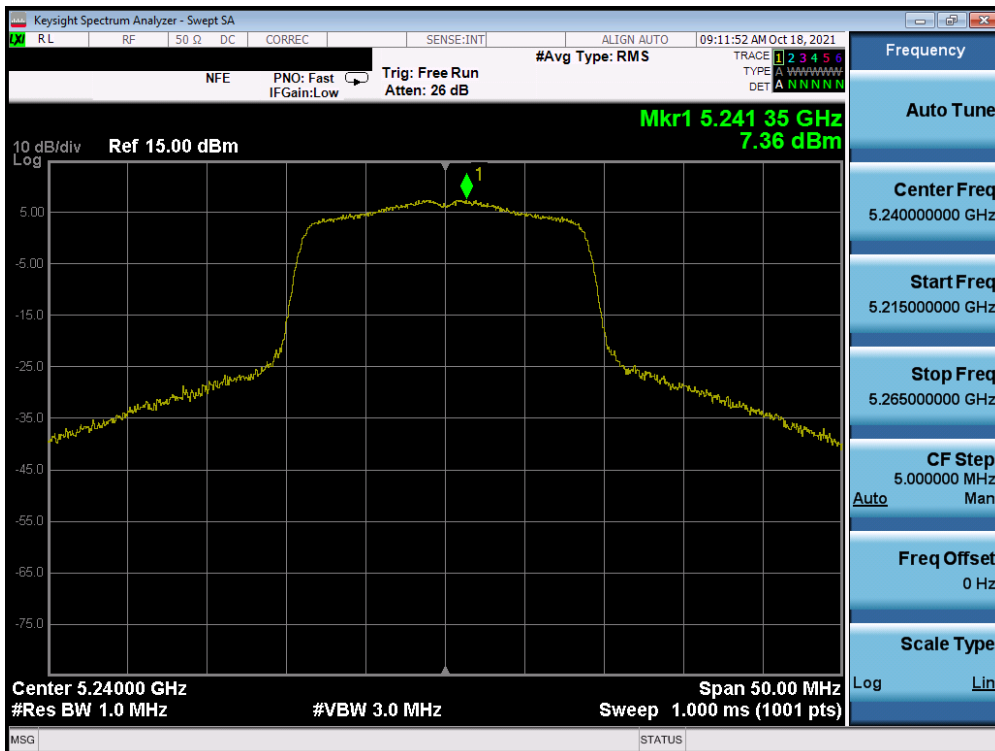 Keysight Spectrum Analyzer - Swept SA
LXI RL RF 50 Ω DC CORREC SENSE:INT ALIGN AUTO 09:11:52 AM Oct 18, 2021
#Avg Type: RMS TRACE 1 2 3 4 5 6
NFE PNO: Fast Trig: Free Run TYPE A WWWWW
IFGain:Low Atten: 26 dB DET A N N N N N
Mkr1 5.241 35 GHz
7.36 dBm
10 dB/div Ref 15.00 dBm
Log
1
5.00
-5.00
-15.0
-25.0
-35.0
-45.0
-55.0
-65.0
-75.0
Center 5.24000 GHz Span 50.00 MHz
#Res BW 1.0 MHz #VBW 3.0 MHz Sweep 1.000 ms (1001 pts)
MSG STATUS
Frequency
Auto Tune
Center Freq
5.240000000 GHz
Start Freq
5.215000000 GHz
Stop Freq
5.265000000 GHz
CF Step
5.000000 MHz
Auto Man
Freq Offset
0 Hz
Scale Type
Log Lin